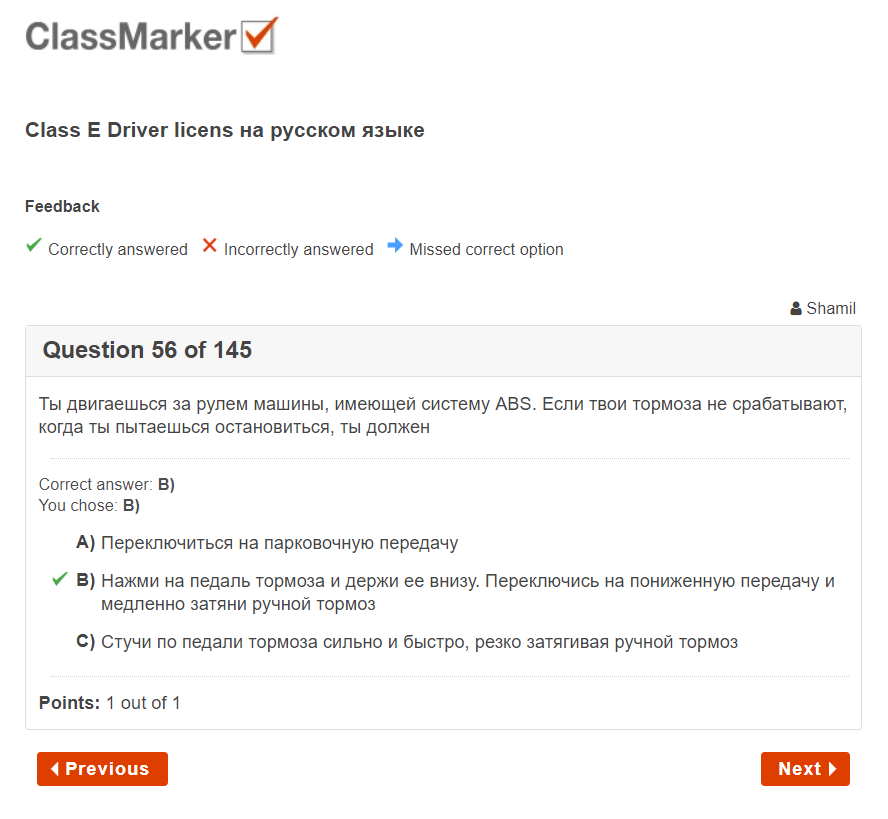 ClassMarker
Class E Driver licens на русском языке
Feedback
Correctly answered Incorrectly answered Missed correct option
Shamil
Question 56 of 145
Ты двигаешься за рулем машины, имеющей систему ABS. Если твои тормоза не срабатывают,
когда ты пытаешься остановиться, ты должен
Correct answer: B)
You chose: B)
A) Переключиться на парковочную передачу
B) Нажми на педаль тормоза и держи ее внизу. Переключись на пониженную передачу и
медленно затяни ручной тормоз
C) Стучи по педали тормоза сильно и быстро, резко затягивая ручной тормоз
Points: 1 out of 1
Previous
Next